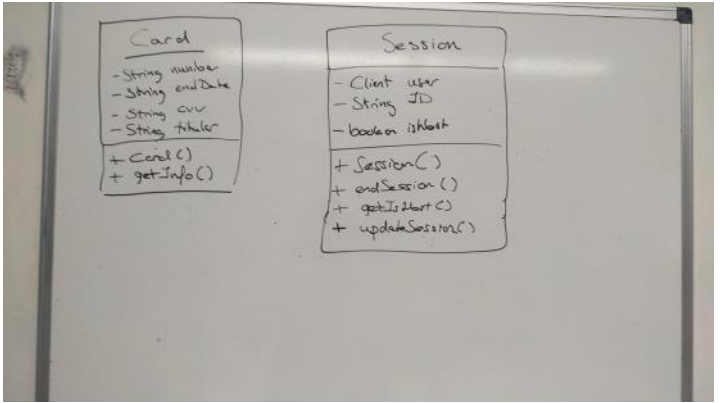 Card
- String number
- String endDate
- String cvv
- String titular
+ Card()
+ getInfo()
Session
- Client user
- String ID
- boolean isHost
+ Session()
+ endSession()
+ getIsHost()
+ updateSession()